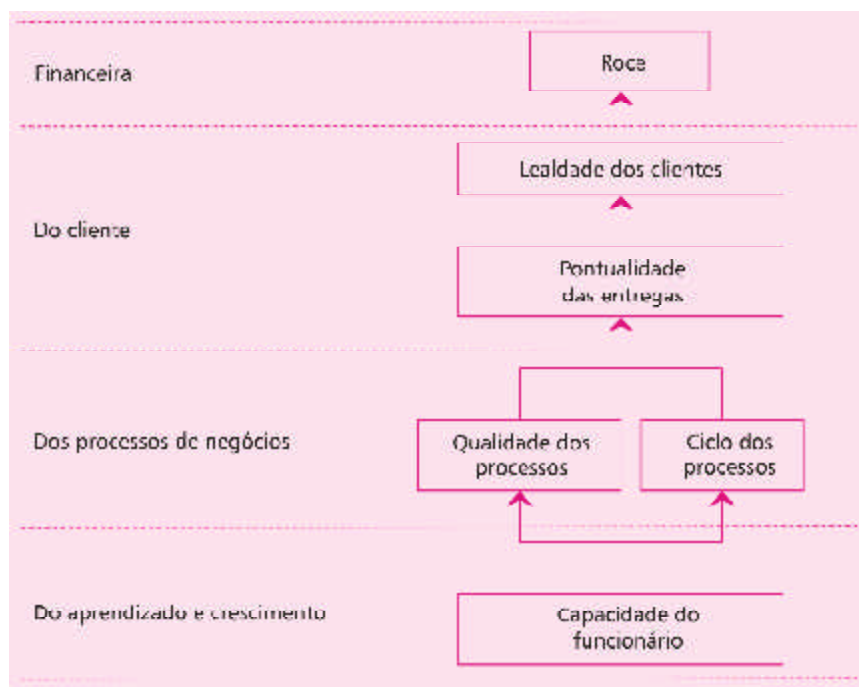 Financeira
Roce
Do cliente
Lealdade dos clientes
Pontualidade
das entregas
Dos processos de negócios
Qualidade dos
processos
Ciclo dos
processos
Do aprendizado e crescimento
Capacidade do
funcionário